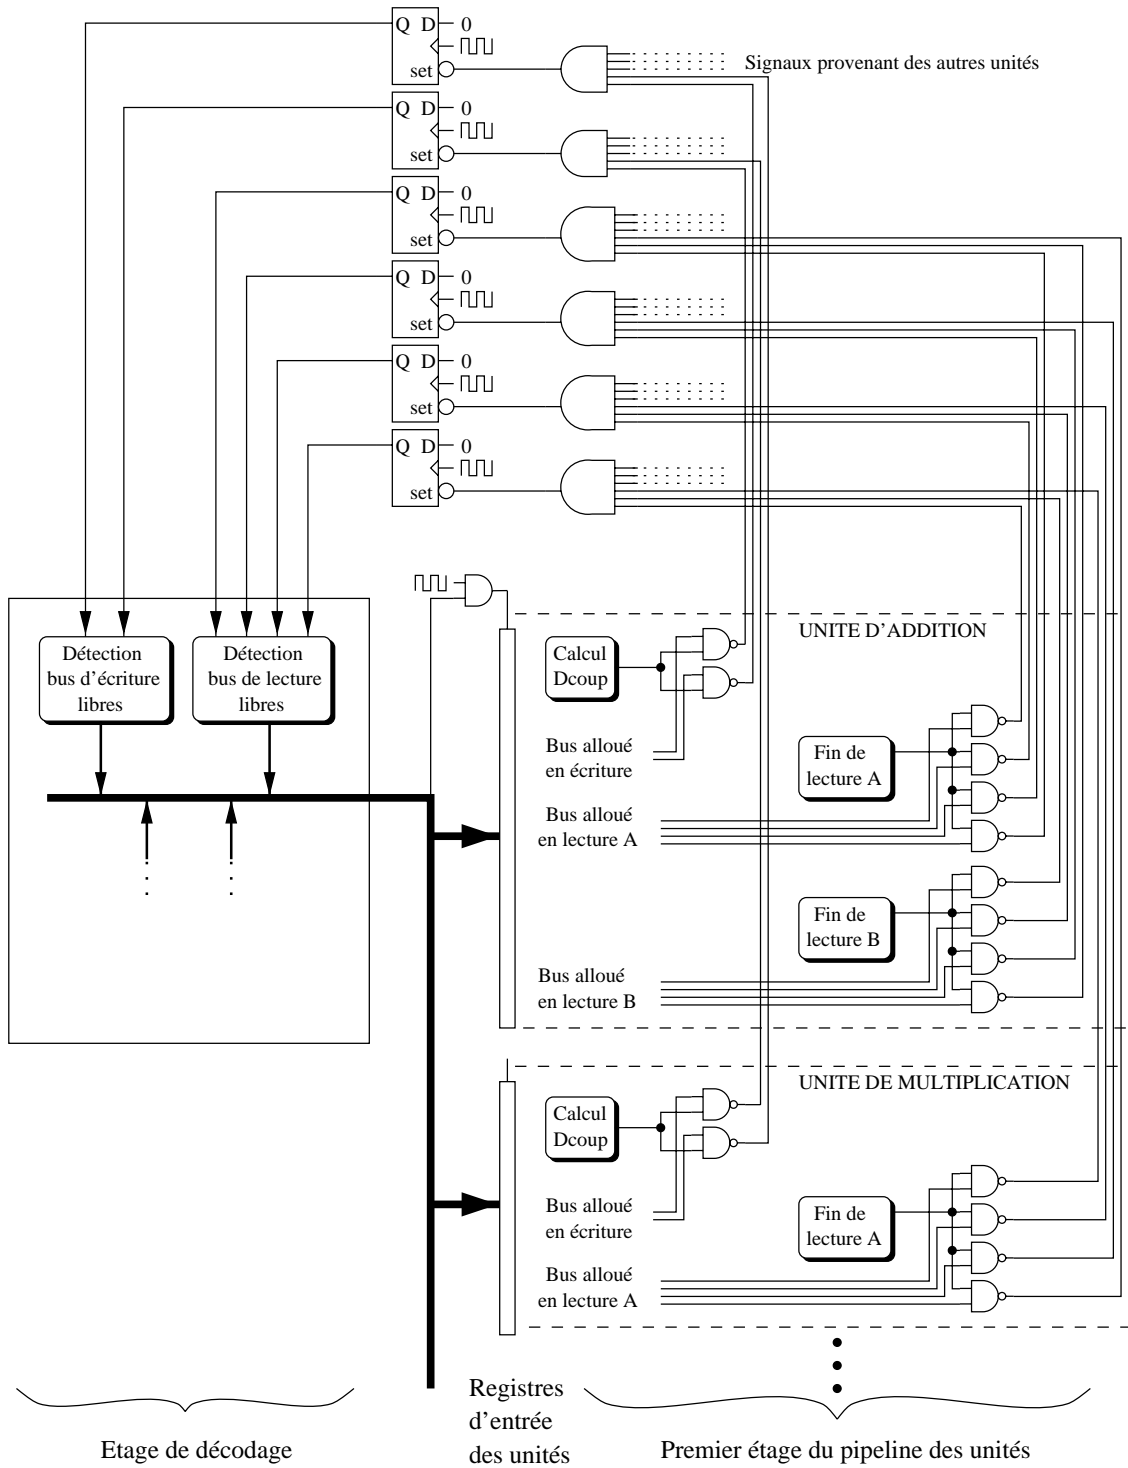 Q D 0
set
Signaux provenant des autres unités
Q D 0
set
Q D 0
set
Q D 0
set
Q D 0
set
Q D 0
set
Détection
bus d'écriture
libres
Détection
bus de lecture
libres
UNITE D'ADDITION
Calcul
Dcoup
Bus alloué
en écriture
Fin de
lecture A
Bus alloué
en lecture A
Fin de
lecture B
Bus alloué
en lecture B
UNITE DE MULTIPLICATION
Calcul
Dcoup
Bus alloué
en écriture
Fin de
lecture A
Bus alloué
en lecture A
Etage de décodage
Registres
d'entrée
des unités
Premier étage du pipeline des unités